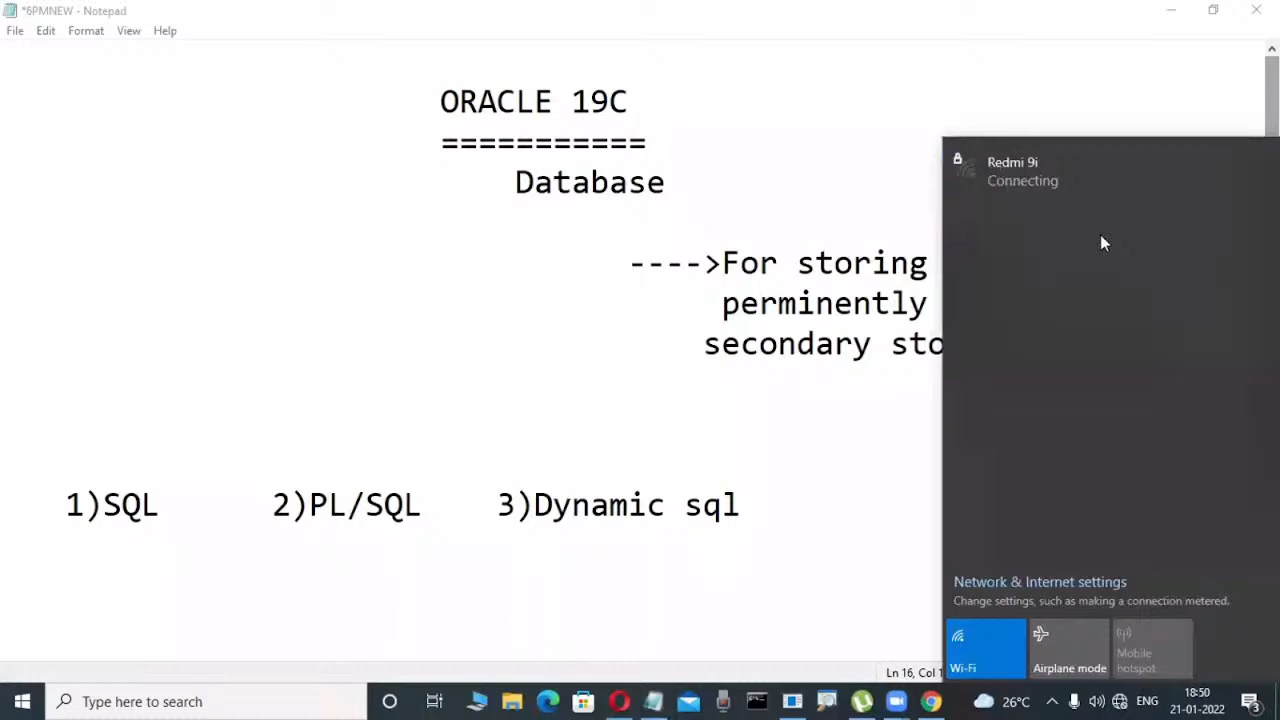 *6PMNEW - Notepad
File Edit Format View Help
ORACLE 19C
===========
Database
---->For storing
perminently
secondary sto
1)SQL 2)PL/SQL 3)Dynamic sql
Redmi 9i
Connecting
Network & Internet settings
Change settings, such as making a connection metered.
Wi-Fi Airplane mode Mobile hotspot
Ln 16, Col 1
Type here to search
26°C ENG 18:50
21-01-2022
3